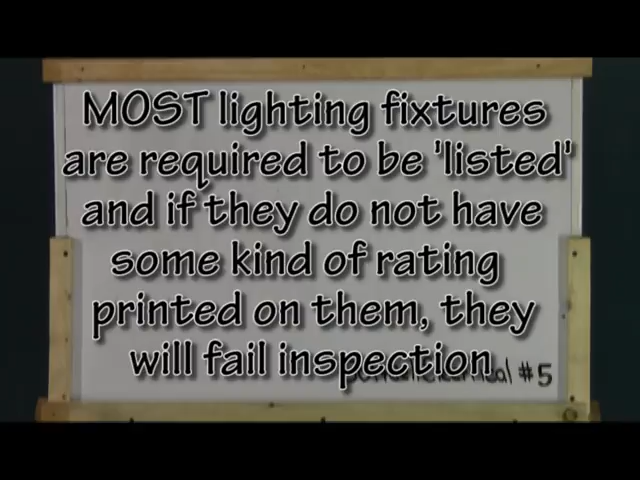 MOST lighting fixtures
are required to be 'listed'
and if they do not have
some kind of rating
printed on them, they
will fail inspection
#5